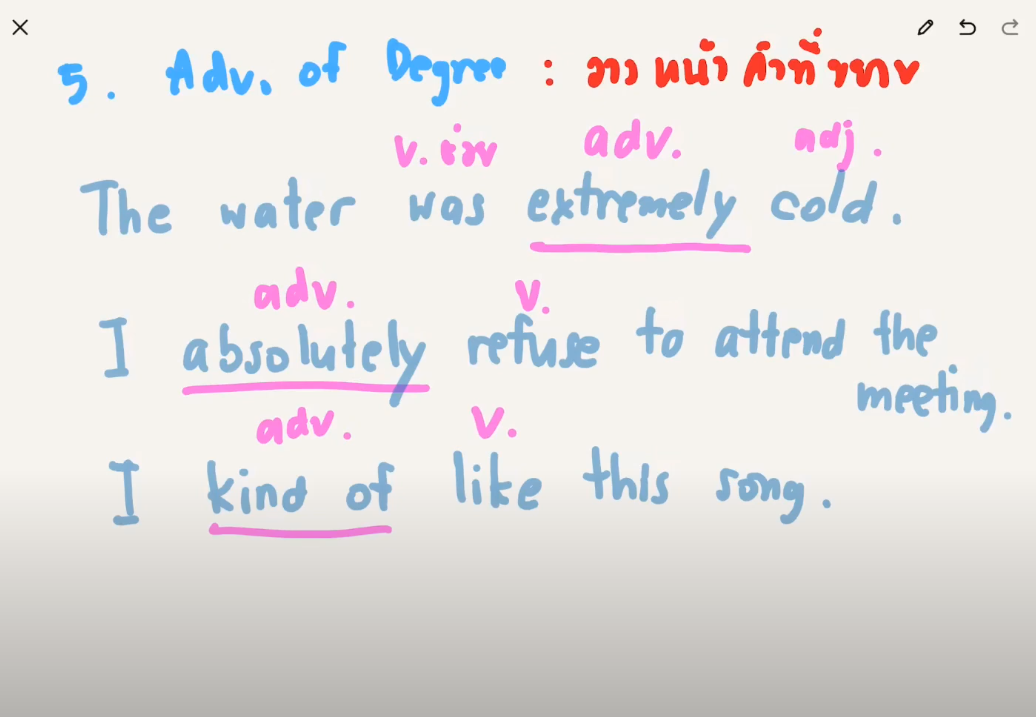 5. Adv. of Degree : วางหน้าคำที่ขยาย
v. ช่วย adv. adj.
The water was extremely cold.
adv. v.
I absolutely refuse to attend the
meeting.
adv. v.
I kind of like this song.